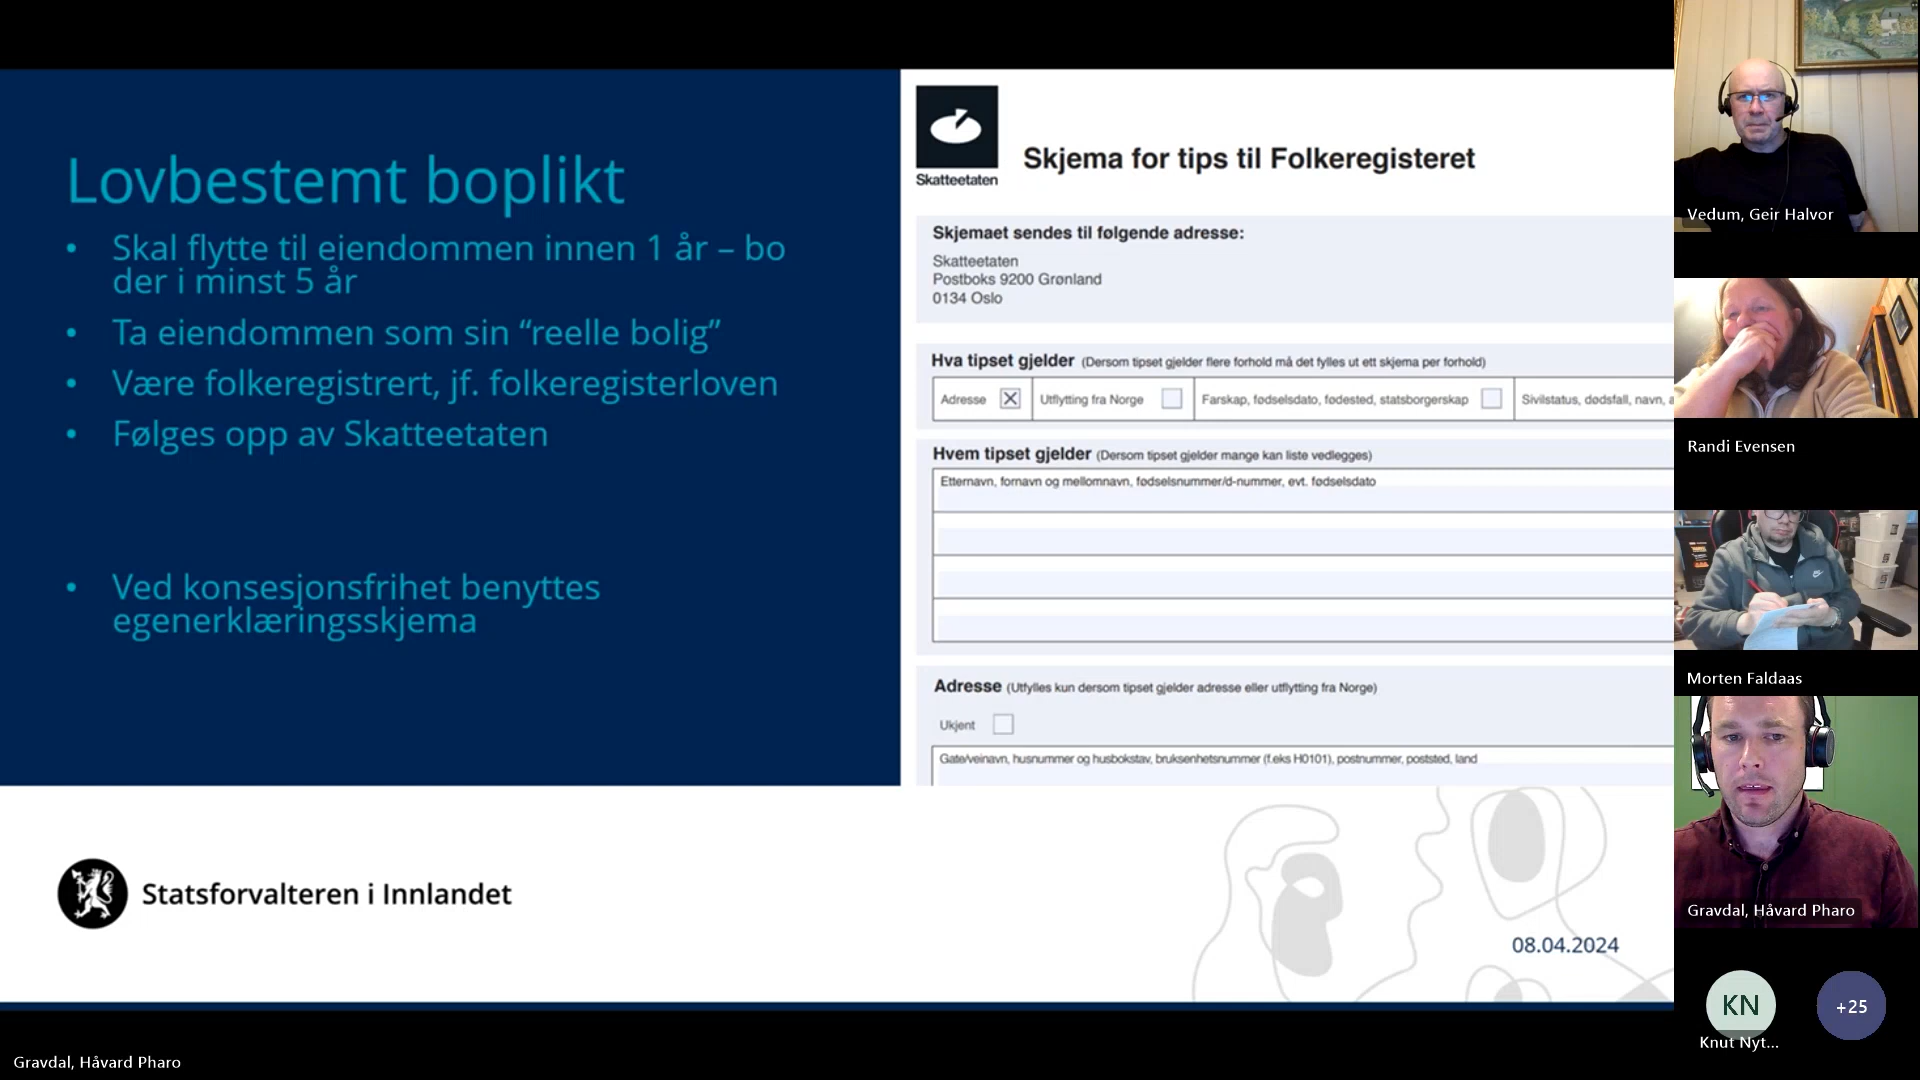 Lovbestemt boplikt
• Skal flytte til eiendommen innen 1 år – bo
der i minst 5 år
• Ta eiendommen som sin “reelle bolig”
• Være folkeregistrert, jf. folkeregisterloven
• Følges opp av Skatteetaten
• Ved konsesjonsfrihet benyttes
egenerklæringsskjema
Skatteetaten
Skjema for tips til Folkeregisteret
Skjemaet sendes til følgende adresse:
Skatteetaten
Postboks 9200 Grønland
0134 Oslo
Hva tipset gjelder (Dersom tipset gjelder flere forhold må det fylles ut ett skjema per forhold)
Adresse Utflytting fra Norge Farskap, fødselsdato, fødested, statsborgerskap Sivilstatus, dødsfall, navn, a
Hvem tipset gjelder (Dersom tipset gjelder mange kan liste vedlegges)
Etternavn, fornavn og mellomnavn, fødselsnummer/d-nummer, evt. fødselsdato
Adresse (Utfylles kun dersom tipset gjelder adresse eller utflytting fra Norge)
Ukjent
Gate/veinavn, husnummer og husbokstav, bruksenhetsnummer (f.eks H0101), postnummer, poststed, land
Statsforvalteren i Innlandet
08.04.2024
Gravdal, Håvard Pharo
Vedum, Geir Halvor
Randi Evensen
Morten Faldaas
Gravdal, Håvard Pharo
KN
Knut Nyt...
+25